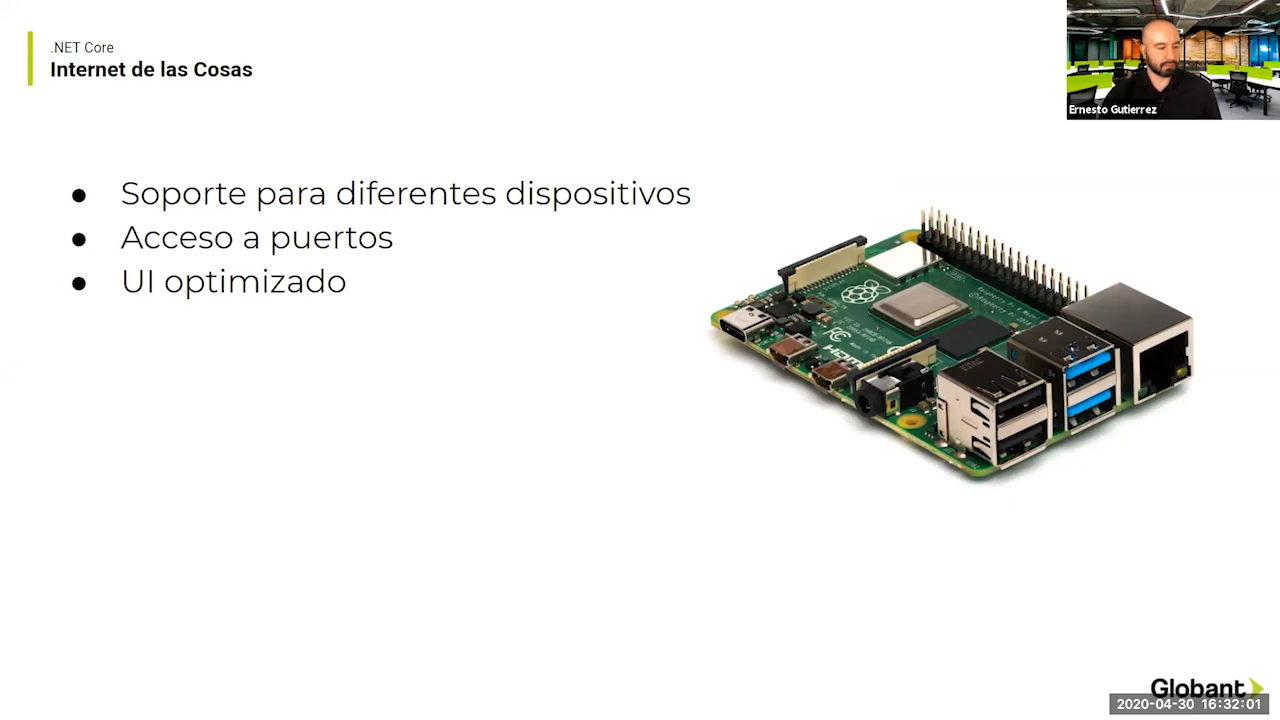 .NET Core
Internet de las Cosas
Ernesto Gutierrez
● Soporte para diferentes dispositivos
● Acceso a puertos
● UI optimizado
HDMI
Globant
2020-04-30 16:32:01